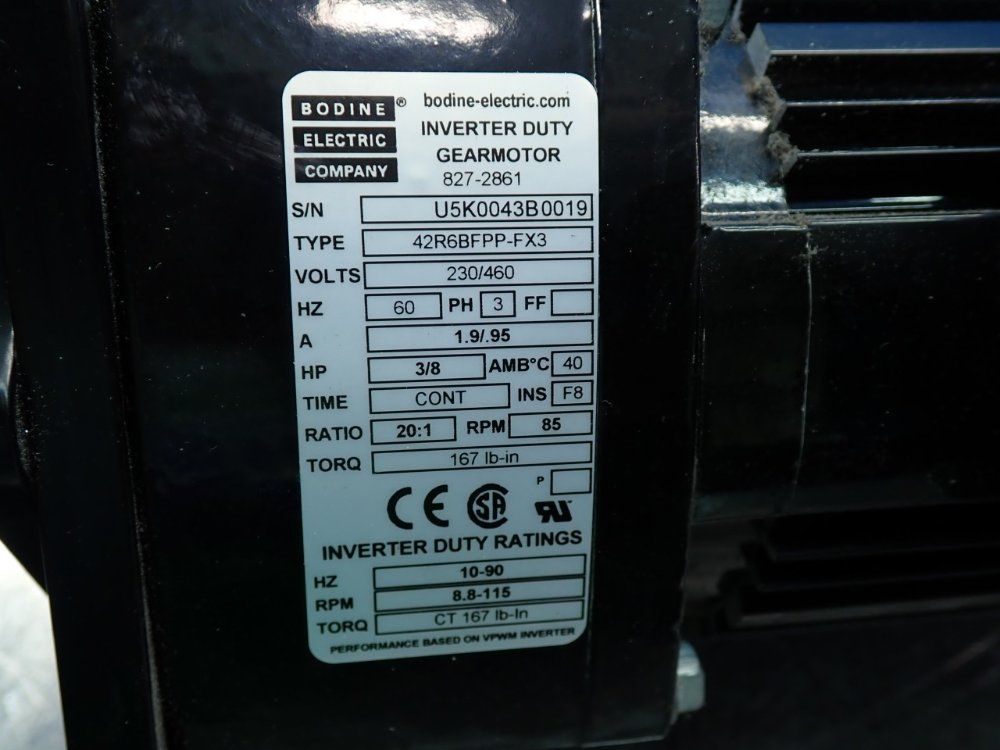 BODINE ®
ELECTRIC
COMPANY
bodine-electric.com
INVERTER DUTY
GEARMOTOR
827-2861
S/N U5K0043B0019
TYPE 42R6BFPP-FX3
VOLTS 230/460
HZ 60 PH 3 FF
A 1.9/.95
HP 3/8 AMB°C 40
TIME CONT INS F8
RATIO 20:1 RPM 85
TORQ 167 lb-in
P
CE SA RU
INVERTER DUTY RATINGS
HZ 10-90
RPM 8.8-115
TORQ CT 167 lb-In
PERFORMANCE BASED ON VPWM INVERTER